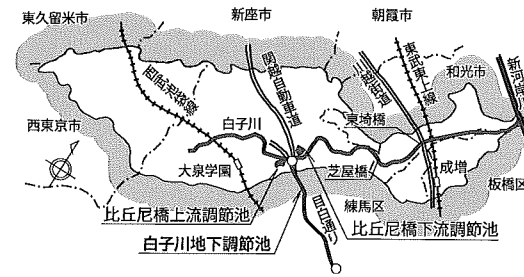 東久留米市
新座市
朝霞市
和光市
新河岸川
西武池袋線
関越自動車道
川越街道
東武東上線
白子川
東埼橋
西東京市
大泉学園
芝屋橋
成増
板橋区
練馬区
目白通り
比丘尼橋上流調節池
比丘尼橋下流調節池
白子川地下調節池